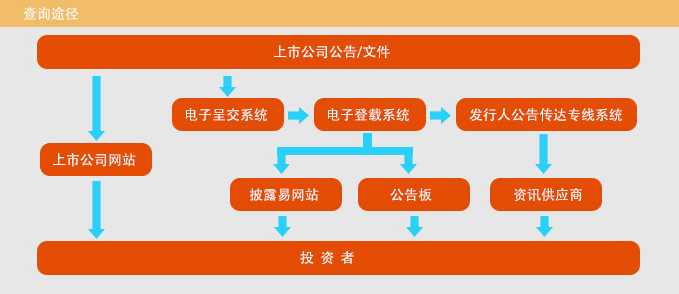 查询途径
上市公司公告/文件
电子呈交系统
电子登载系统
发行人公告传达专线系统
上市公司网站
披露易网站
公告板
资讯供应商
投 资 者